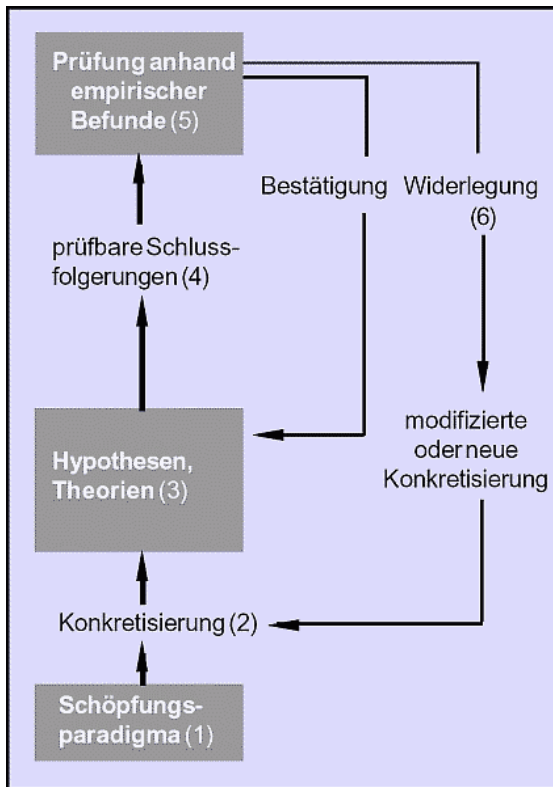 Prüfung anhand
empirischer
Befunde (5)
Bestätigung
Widerlegung
(6)
prüfbare Schluss-
folgerungen (4)
modifizierte
oder neue
Konkretisierung
Hypothesen,
Theorien (3)
Konkretisierung (2)
Schöpfungs-
paradigma (1)